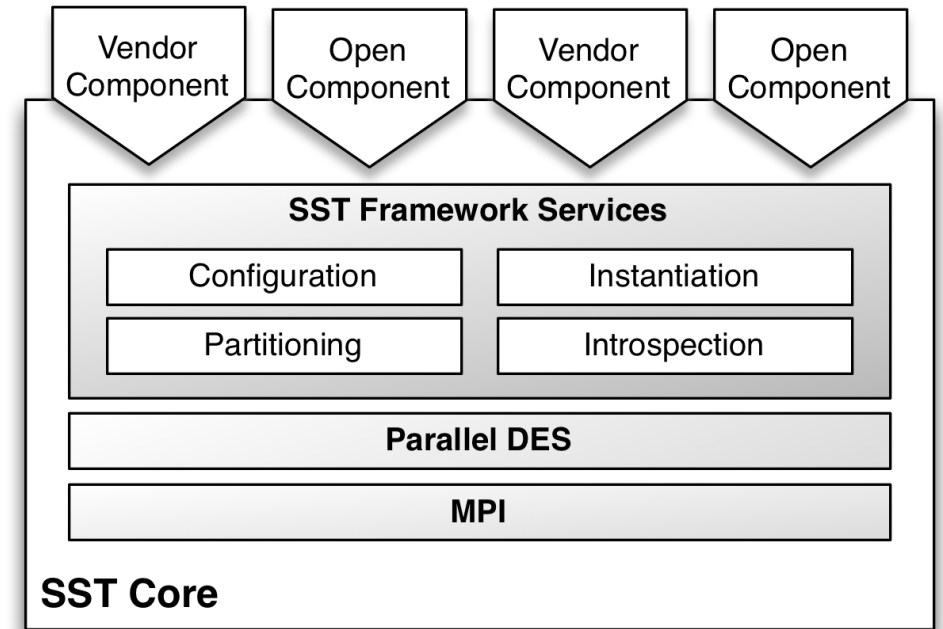 Vendor
Component
Open
Component
Vendor
Component
Open
Component
SST Framework Services
Configuration
Instantiation
Partitioning
Introspection
Parallel DES
MPI
SST Core